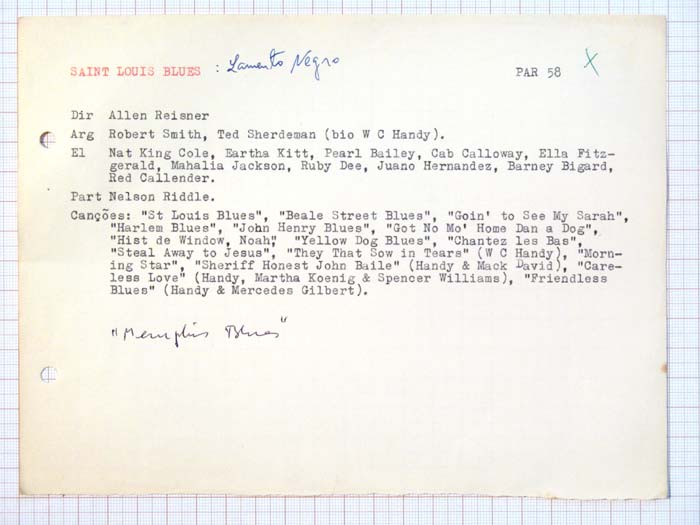 SAINT LOUIS BLUES : Lamento Negro PAR 58 X
Dir Allen Reisner
Arg Robert Smith, Ted Sherdeman (bio W C Handy).
El Nat King Cole, Eartha Kitt, Pearl Bailey, Cab Calloway, Ella Fitz-
gerald, Mahalia Jackson, Ruby Dee, Juano Hernandez, Barney Bigard,
Red Callender.
Part Nelson Riddle.
Canções: "St Louis Blues", "Beale Street Blues", "Goin' to See My Sarah",
"Harlem Blues", "John Henry Blues", "Got No Mo' Home Dan a Dog",
"Hist de Window, Noah", "Yellow Dog Blues", "Chantez les Bas",
"Steal Away to Jesus", "They That Sow in Tears" (W C Handy), "Morn-
ing Star", "Sheriff Honest John Baile" (Handy & Mack David), "Care-
less Love" (Handy, Martha Koenig & Spencer Williams), "Friendless
Blues" (Handy & Mercedes Gilbert).
"Memphis Blues"